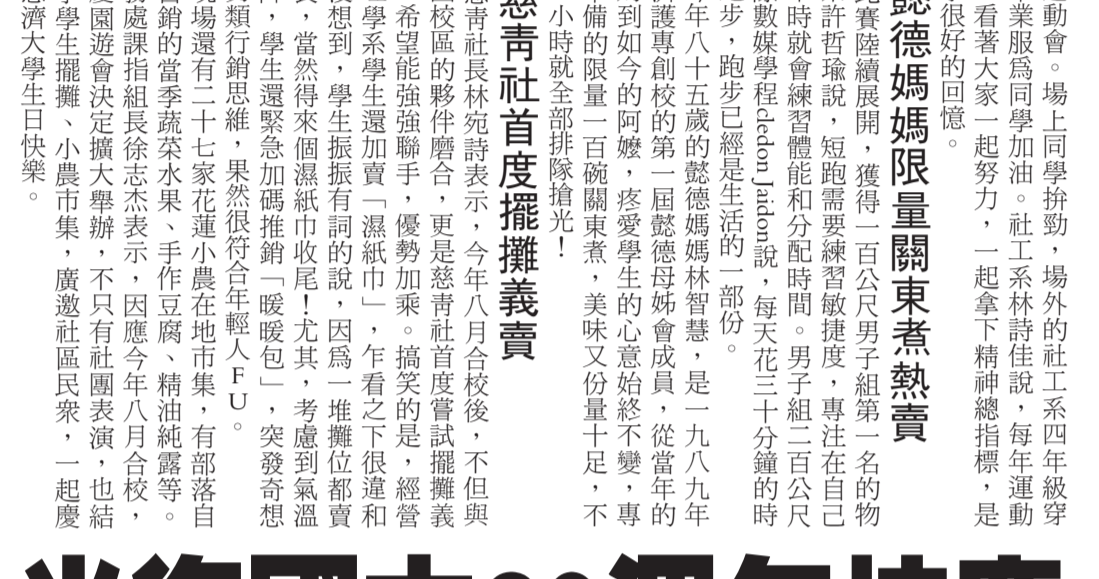 運動會。場上同學拚勁，場外的社工系四年級穿
業服為同學加油。社工系林詩佳說，每年運動
看著大家一起努力，一起拿下精神總指標，是
很好的回憶。
懿德媽媽限量關東煮熱賣
比賽陸續展開，獲得一百公尺男子組第一名的物
許哲瑜說，短跑需要練習敏捷度，專注在自己
時就會練習體能和分配時間。男子組二百公尺
數媒學程cledon Jaidon說，每天花三十分鐘的時
步，跑步已經是生活的一部份。
年八十五歲的懿德媽媽林智慧，是一九八九年
護專創校的第一屆懿德母姊會成員，從當年的
到如今的阿嬤，疼愛學生的心意始終不變，專
備的限量一百碗關東煮，美味又份量十足，不
小時就全部排隊搶光！
慈青社首度擺攤義賣
慈青社長林宛詩表示，今年八月合校後，不但與
校區的夥伴磨合，更是慈青社首度嘗試擺攤義
希望能強強聯手，優勢加乘。搞笑的是，經營
學系學生還加賣「濕紙巾」，乍看之下很違和
想到，學生振振有詞的說，因為一堆攤位都賣
，當然得來個濕紙巾收尾！尤其，考慮到氣溫
，學生還緊急加碼推銷「暖暖包」，突發奇想
類行銷思維，果然很符合年輕人FU。
現場還有二十七家花蓮小農在地市集，有部落自
銷的當季蔬菜水果、手作豆腐、精油純露等。
務處課指組長徐志杰表示，因應今年八月合校，
慶園遊會決定擴大舉辦，不只有社團表演，也結
學生擺攤、小農市集，廣邀社區民衆，一起慶
慈濟大學生日快樂。